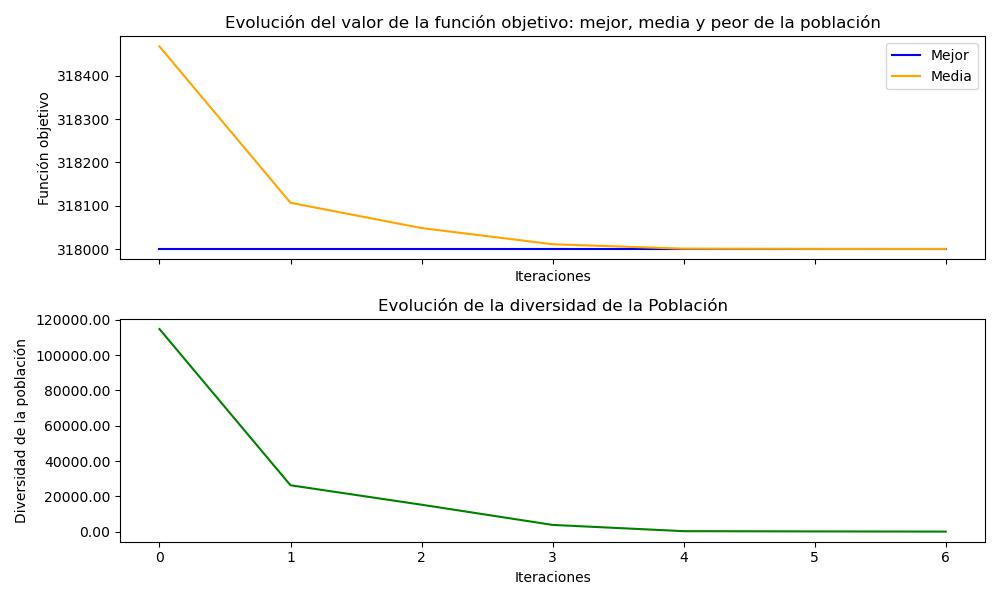 Evolución del valor de la función objetivo: mejor, media y peor de la población
Función objetivo
318400
318300
318200
318100
318000
Mejor
Media
Iteraciones
Evolución de la diversidad de la Población
Diversidad de la población
120000.00
100000.00
80000.00
60000.00
40000.00
20000.00
0.00
0 1 2 3 4 5 6
Iteraciones